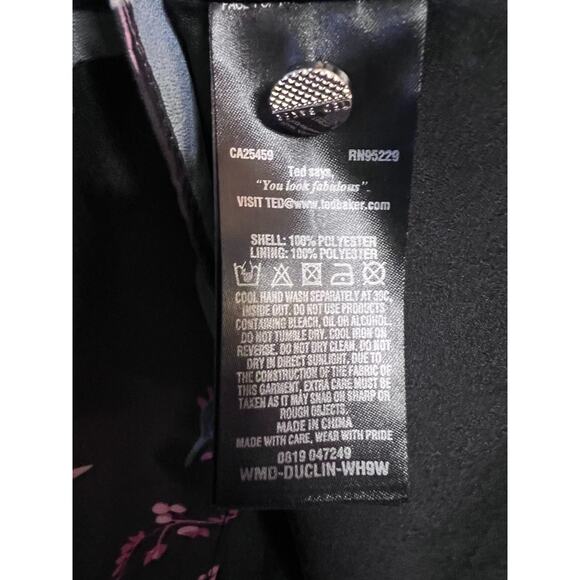 CA25459 RN95229
Ted says,
"You look fabulous".
VISIT TED@www.tedbaker.com
SHELL: 100% POLYESTER
LINING: 100% POLYESTER
COOL HAND WASH SEPARATELY AT 30C,
INSIDE OUT. DO NOT USE PRODUCTS
CONTAINING BLEACH, OIL OR ALCOHOL.
DO NOT TUMBLE DRY. COOL IRON ON
REVERSE. DO NOT DRY CLEAN. DO NOT
DRY IN DIRECT SUNLIGHT. DUE TO
THE CONSTRUCTION OF THE FABRIC OF
THIS GARMENT, EXTRA CARE MUST BE
TAKEN AS IT MAY SNAG ON SHARP OR
ROUGH OBJECTS.
MADE IN CHINA
MADE WITH CARE, WEAR WITH PRIDE
0819 047249
WMD-DUCLIN-WH9W